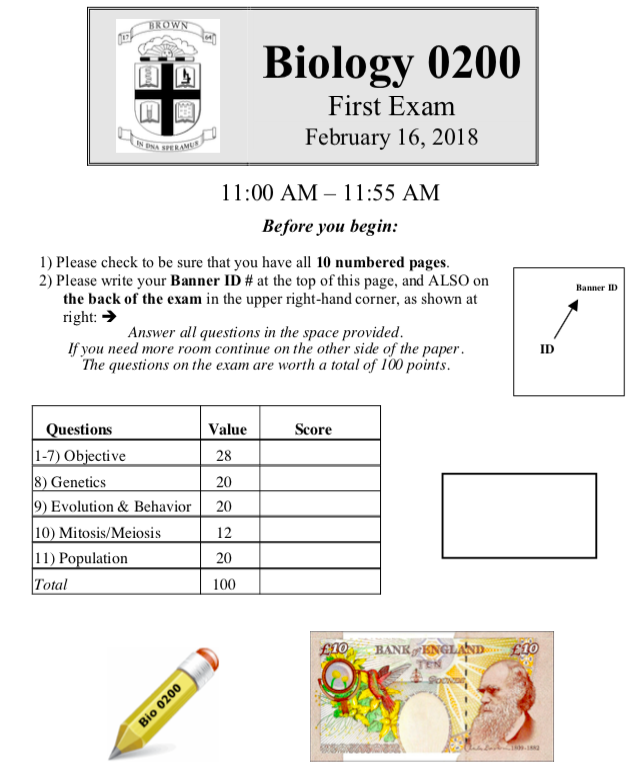 BROWN
17 64
IN DNA SPERAMUS
Biology 0200
First Exam
February 16, 2018
11:00 AM – 11:55 AM
Before you begin:
1) Please check to be sure that you have all 10 numbered pages.
2) Please write your Banner ID # at the top of this page, and ALSO on
the back of the exam in the upper right-hand corner, as shown at
right: ➔
Banner ID
ID
Answer all questions in the space provided.
If you need more room continue on the other side of the paper.
The questions on the exam are worth a total of 100 points.
Questions Value Score
1-7) Objective 28
8) Genetics 20
9) Evolution & Behavior 20
10) Mitosis/Meiosis 12
11) Population 20
Total 100
Bio 0200
£10 BANK of ENGLAND £10
TEN
1809-1882